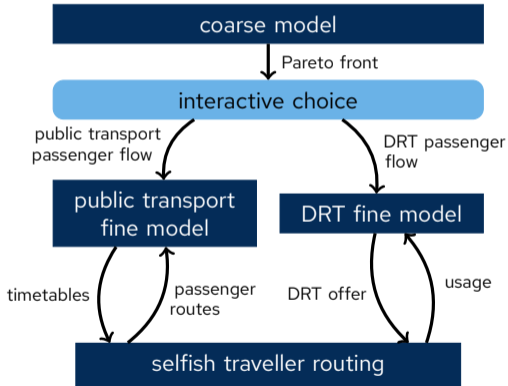 coarse model
Pareto front
interactive choice
public transport
passenger flow
DRT passenger
flow
public transport
fine model
DRT fine model
timetables
passenger
routes
DRT offer
usage
selfish traveller routing